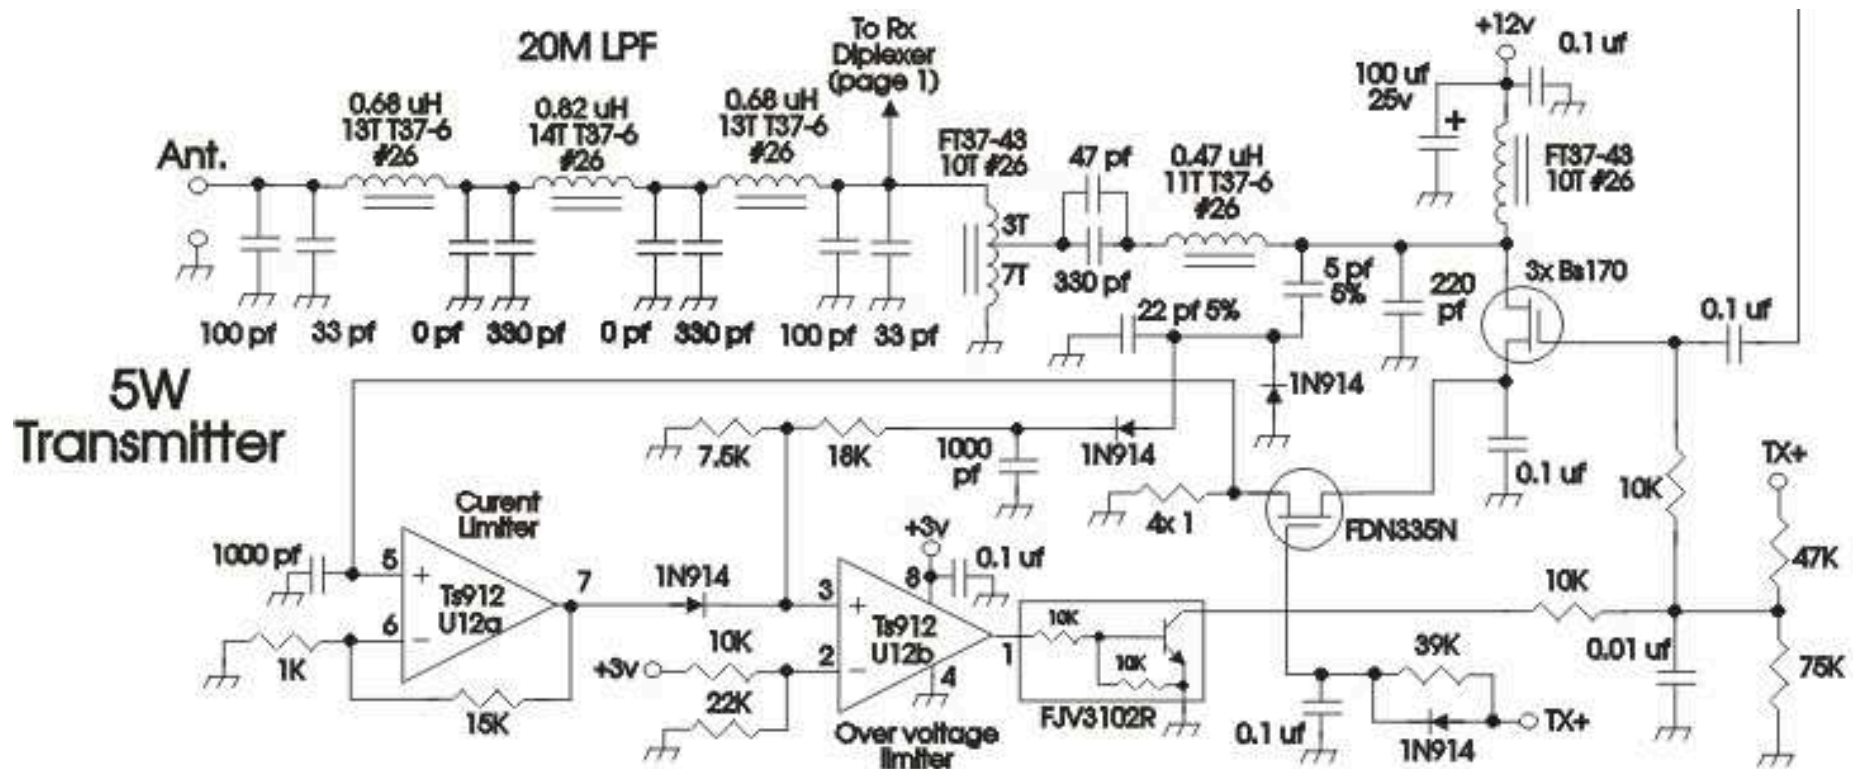 20M LPF
To Rx
Diplexer
(page 1)
+12v
0.1 uf
100 uf
25v
+
0.68 uH
13T T37-6
#26
0.82 uH
14T T37-6
#26
0.68 uH
13T T37-6
#26
Ant.
FT37-43
10T #26
47 pf
0.47 uH
11T T37-6
#26
FT37-43
10T #26
3T
7T
330 pf
5 pf
5%
220
pf
3x Bs170
0.1 uf
22 pf 5%
100 pf
33 pf
0 pf
330 pf
0 pf
330 pf
100 pf
33 pf
5W
Transmitter
1N914
7.5K
18K
1000
pf
1N914
0.1 uf
TX+
10K
4x 1
FDN335N
Curent
Limiter
+3v
0.1 uf
47K
1000 pf
5
+
7
1N914
3
+
8
10K
Ts912
U12a
Ts912
U12b
10K
6
-
1K
10K
2
-
1
4
10K
39K
0.01 uf
75K
+3v
22K
15K
FJV3102R
Over voltage
limiter
0.1 uf
1N914
TX+